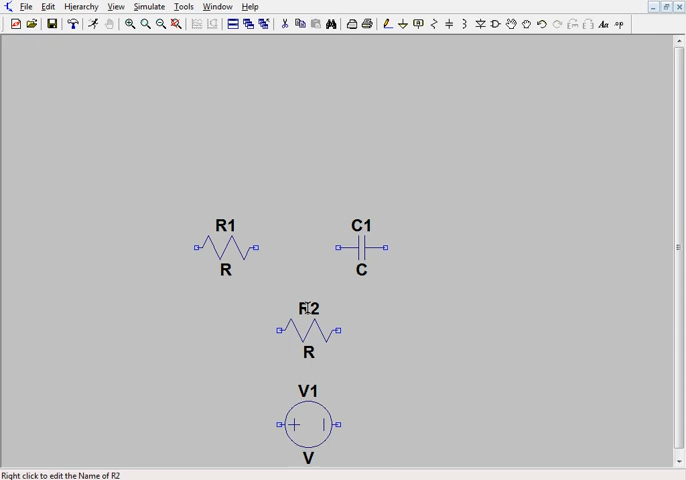 File Edit Hierarchy View Simulate Tools Window Help
R1 C1
R C
R2
R
V1
V
Right click to edit the Name of R2